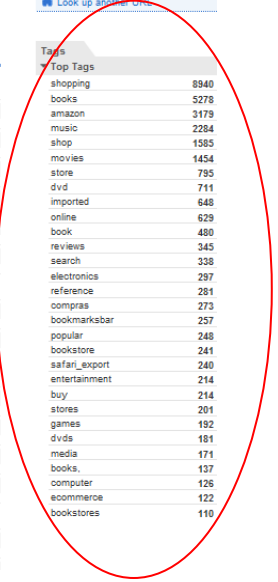 Look up another URL
Tags
Top Tags
shopping 8940
books 5278
amazon 3179
music 2284
shop 1585
movies 1454
store 795
dvd 711
imported 648
online 629
book 480
reviews 345
search 338
electronics 297
reference 281
compras 273
bookmarksbar 257
popular 248
bookstore 241
safari_export 240
entertainment 214
buy 214
stores 201
games 192
dvds 181
media 171
books, 137
computer 126
ecommerce 122
bookstores 110